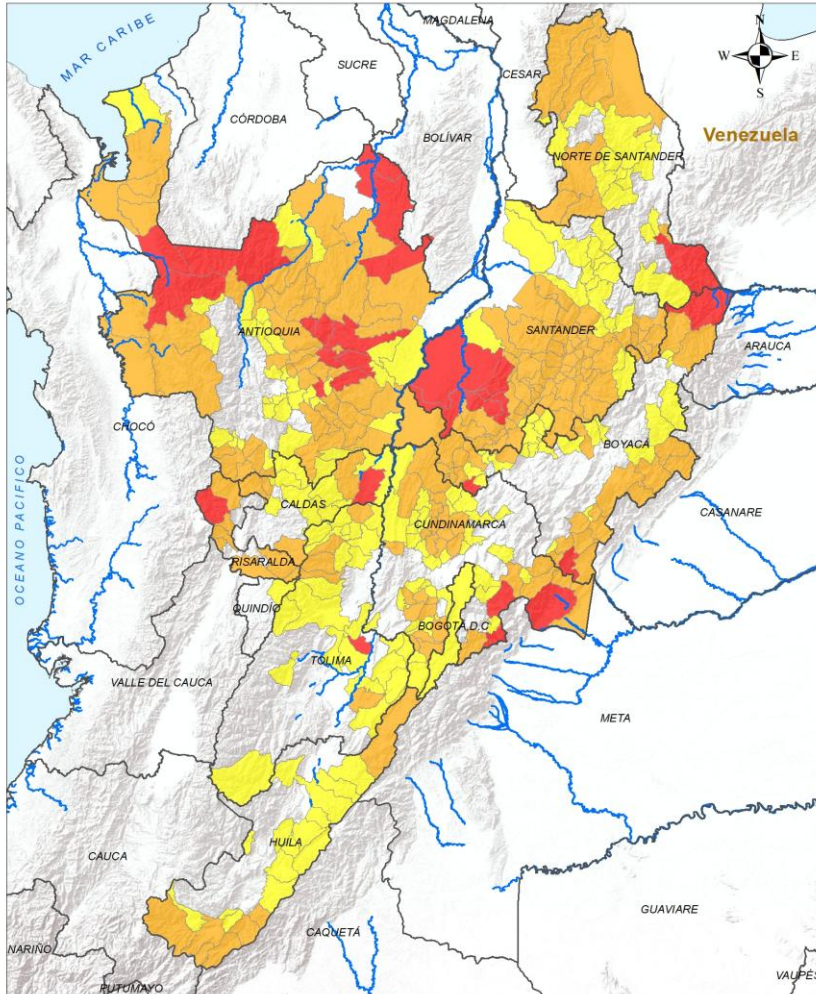 MAGDALENA
N
W E
S
MAR CARIBE
SUCRE
CESAR
CÓRDOBA
BOLÍVAR
Venezuela
NORTE DE SANTANDER
ANTIOQUIA
SANTANDER
ARAUCA
CHOCÓ
BOYACÁ
OCEANO PACIFICO
CALDAS
CUNDINAMARCA
CASANARE
RISARALDA
QUINDÍO
BOGOTÁ, D.C
TOLIMA
VALLE DEL CAUCA
META
HUILA
CAUCA
GUAVIARE
CAQUETÁ
NARIÑO
PUTUMAYO
VAUPÉS